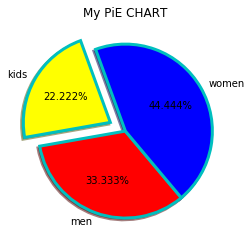 My PiE CHART
kids
women
22.222%
44.444%
33.333%
men